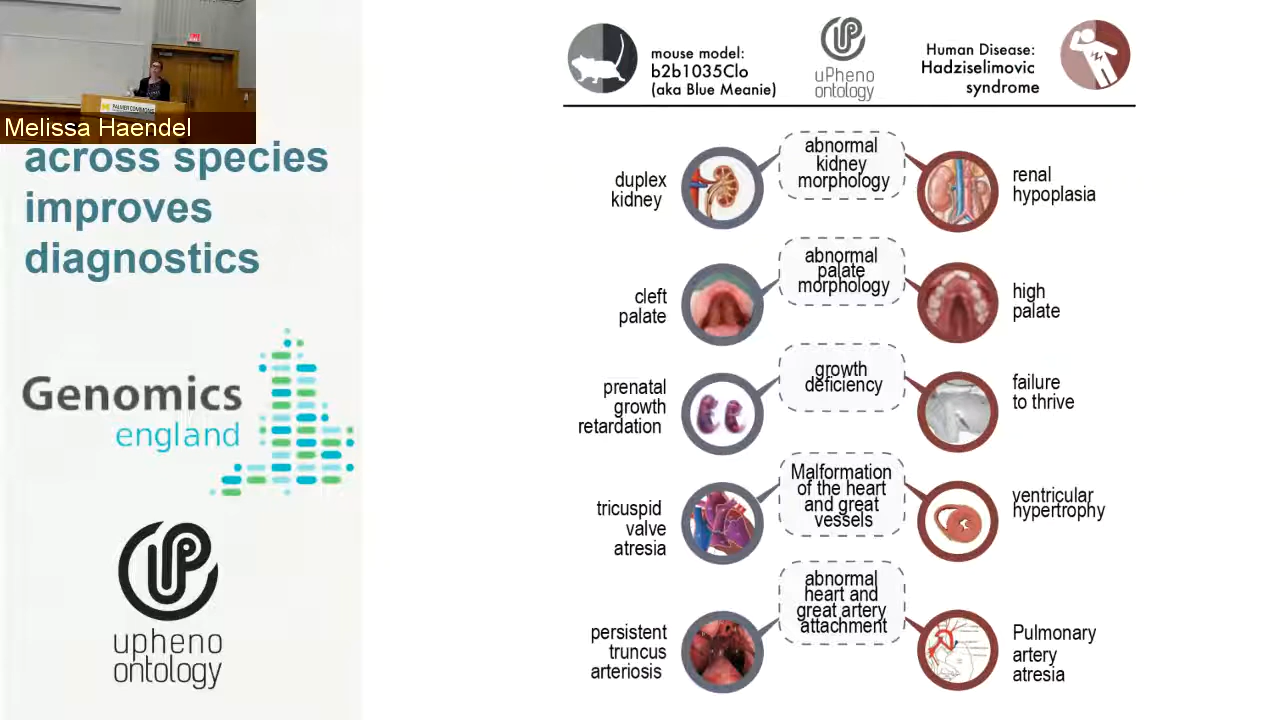 PALMER COMMONS
Melissa Haendel
across species
improves
diagnostics
Genomics
england
upheno
ontology
mouse model:
b2b1035Clo
(aka Blue Meanie)
uPheno
ontology
Human Disease:
Hadziselimovic
syndrome
duplex
kidney
abnormal
kidney
morphology
renal
hypoplasia
cleft
palate
abnormal
palate
morphology
high
palate
prenatal
growth
retardation
growth
deficiency
failure
to thrive
tricuspid
valve
atresia
Malformation
of the heart
and great
vessels
ventricular
hypertrophy
persistent
truncus
arteriosis
abnormal
heart and
great artery
attachment
Pulmonary
artery
atresia